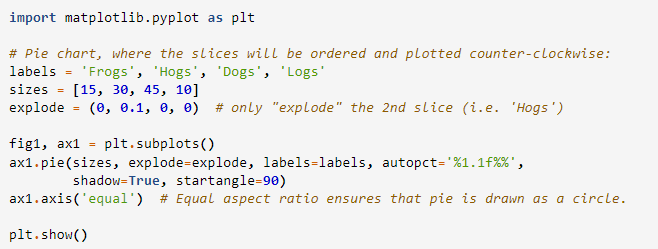 import matplotlib.pyplot as plt
# Pie chart, where the slices will be ordered and plotted counter-clockwise:
labels = 'Frogs', 'Hogs', 'Dogs', 'Logs'
sizes = [15, 30, 45, 10]
explode = (0, 0.1, 0, 0)  # only "explode" the 2nd slice (i.e. 'Hogs')
fig1, ax1 = plt.subplots()
ax1.pie(sizes, explode=explode, labels=labels, autopct='%1.1f%%',
        shadow=True, startangle=90)
ax1.axis('equal')  # Equal aspect ratio ensures that pie is drawn as a circle.
plt.show()